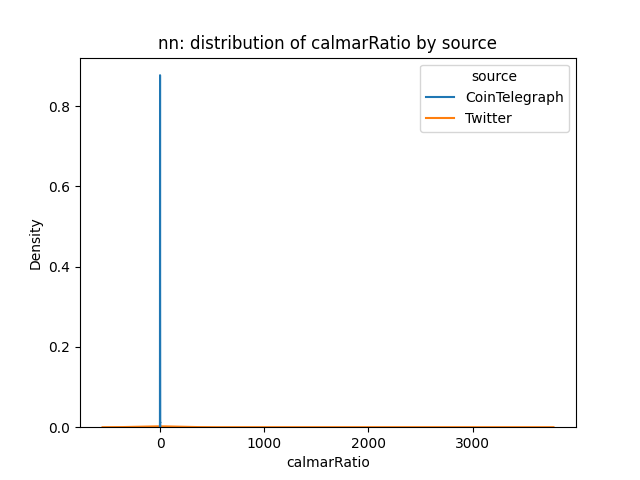 nn: distribution of calmarRatio by source
source
CoinTelegraph
Twitter
0.8
0.6
0.4
0.2
0.0
Density
0
1000
2000
3000
calmarRatio